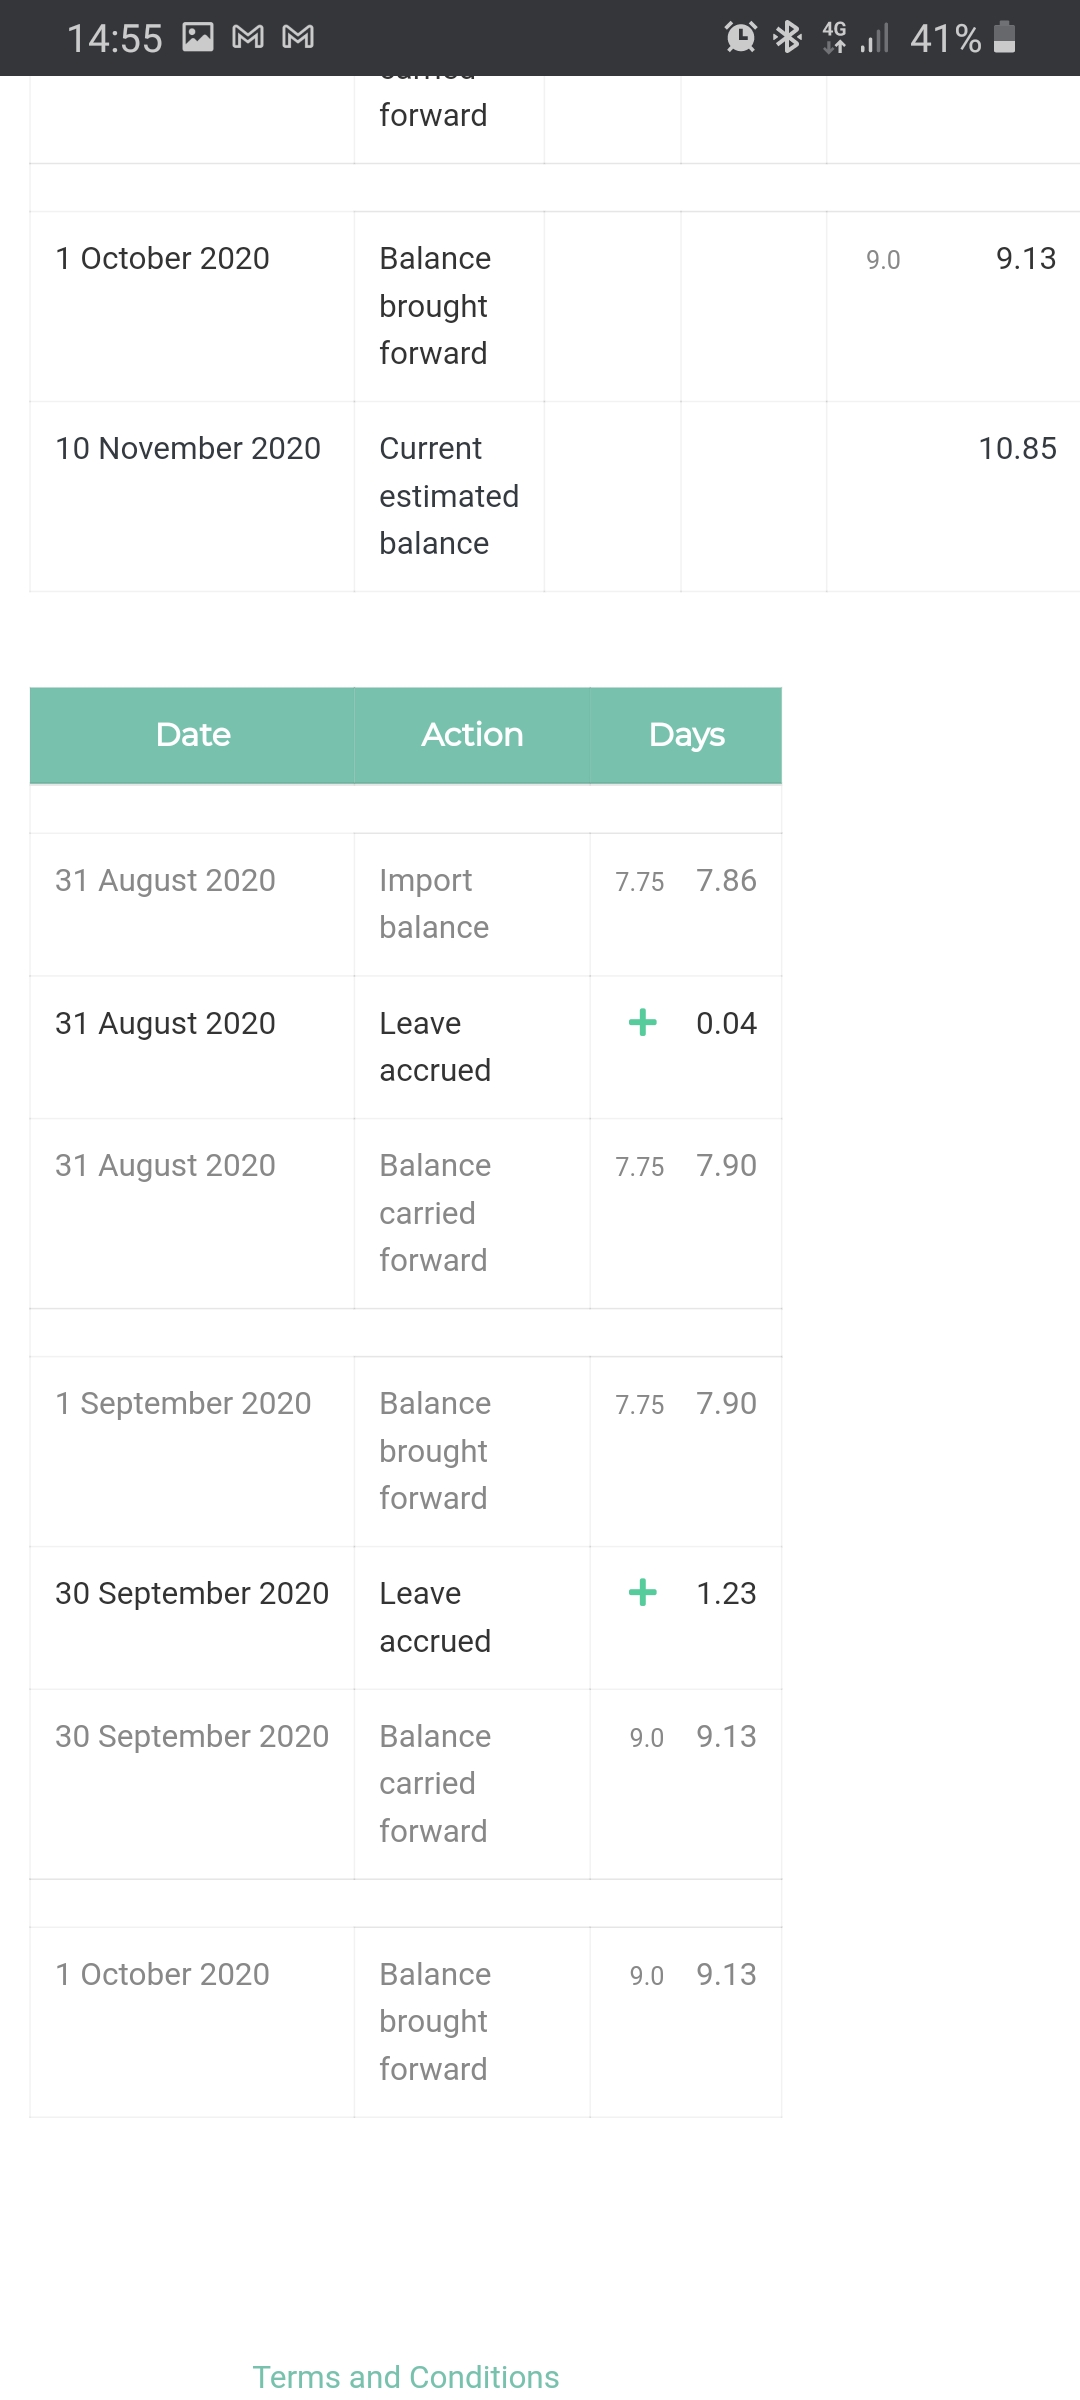 14:55 4G 41%
forward
1 October 2020 Balance 9.0 9.13
brought
forward
10 November 2020 Current 10.85
estimated
balance
Date Action Days
31 August 2020 Import 7.75 7.86
balance
31 August 2020 Leave + 0.04
accrued
31 August 2020 Balance 7.75 7.90
carried
forward
1 September 2020 Balance 7.75 7.90
brought
forward
30 September 2020 Leave + 1.23
accrued
30 September 2020 Balance 9.0 9.13
carried
forward
1 October 2020 Balance 9.0 9.13
brought
forward
Terms and Conditions